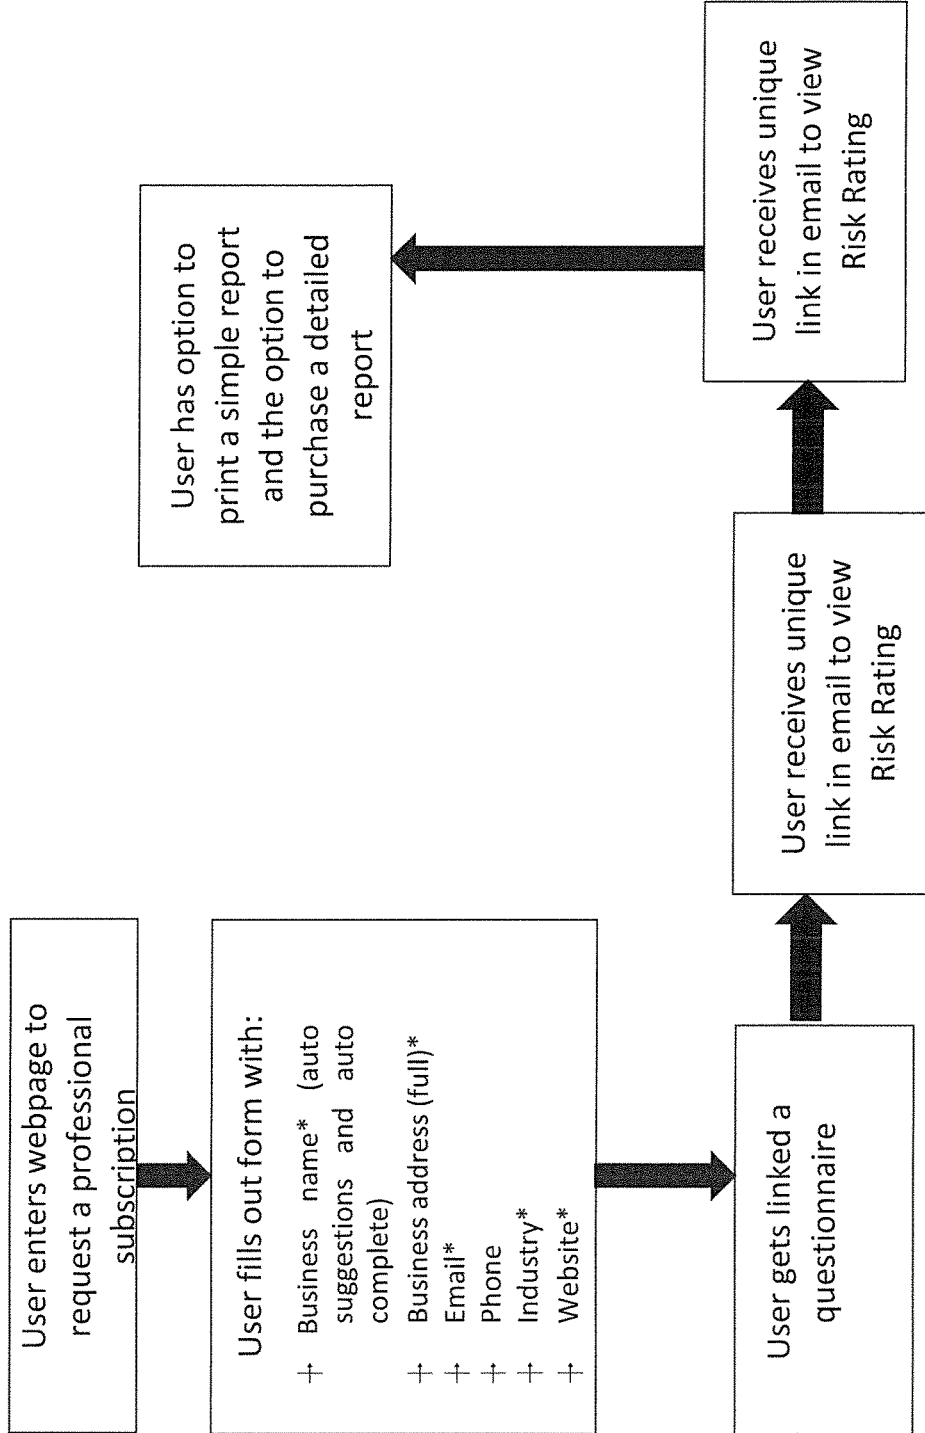 User enters webpage to
request a professional
subscription
User fills out form with:
Business name* (auto
suggestions and auto
complete)
Business address (full)*
Email*
Phone
Industry*
Website*
User gets linked a
questionnaire
User receives unique
link in email to view
Risk Rating
User receives unique
link in email to view
Risk Rating
User has option to
print a simple report
and the option to
purchase a detailed
report